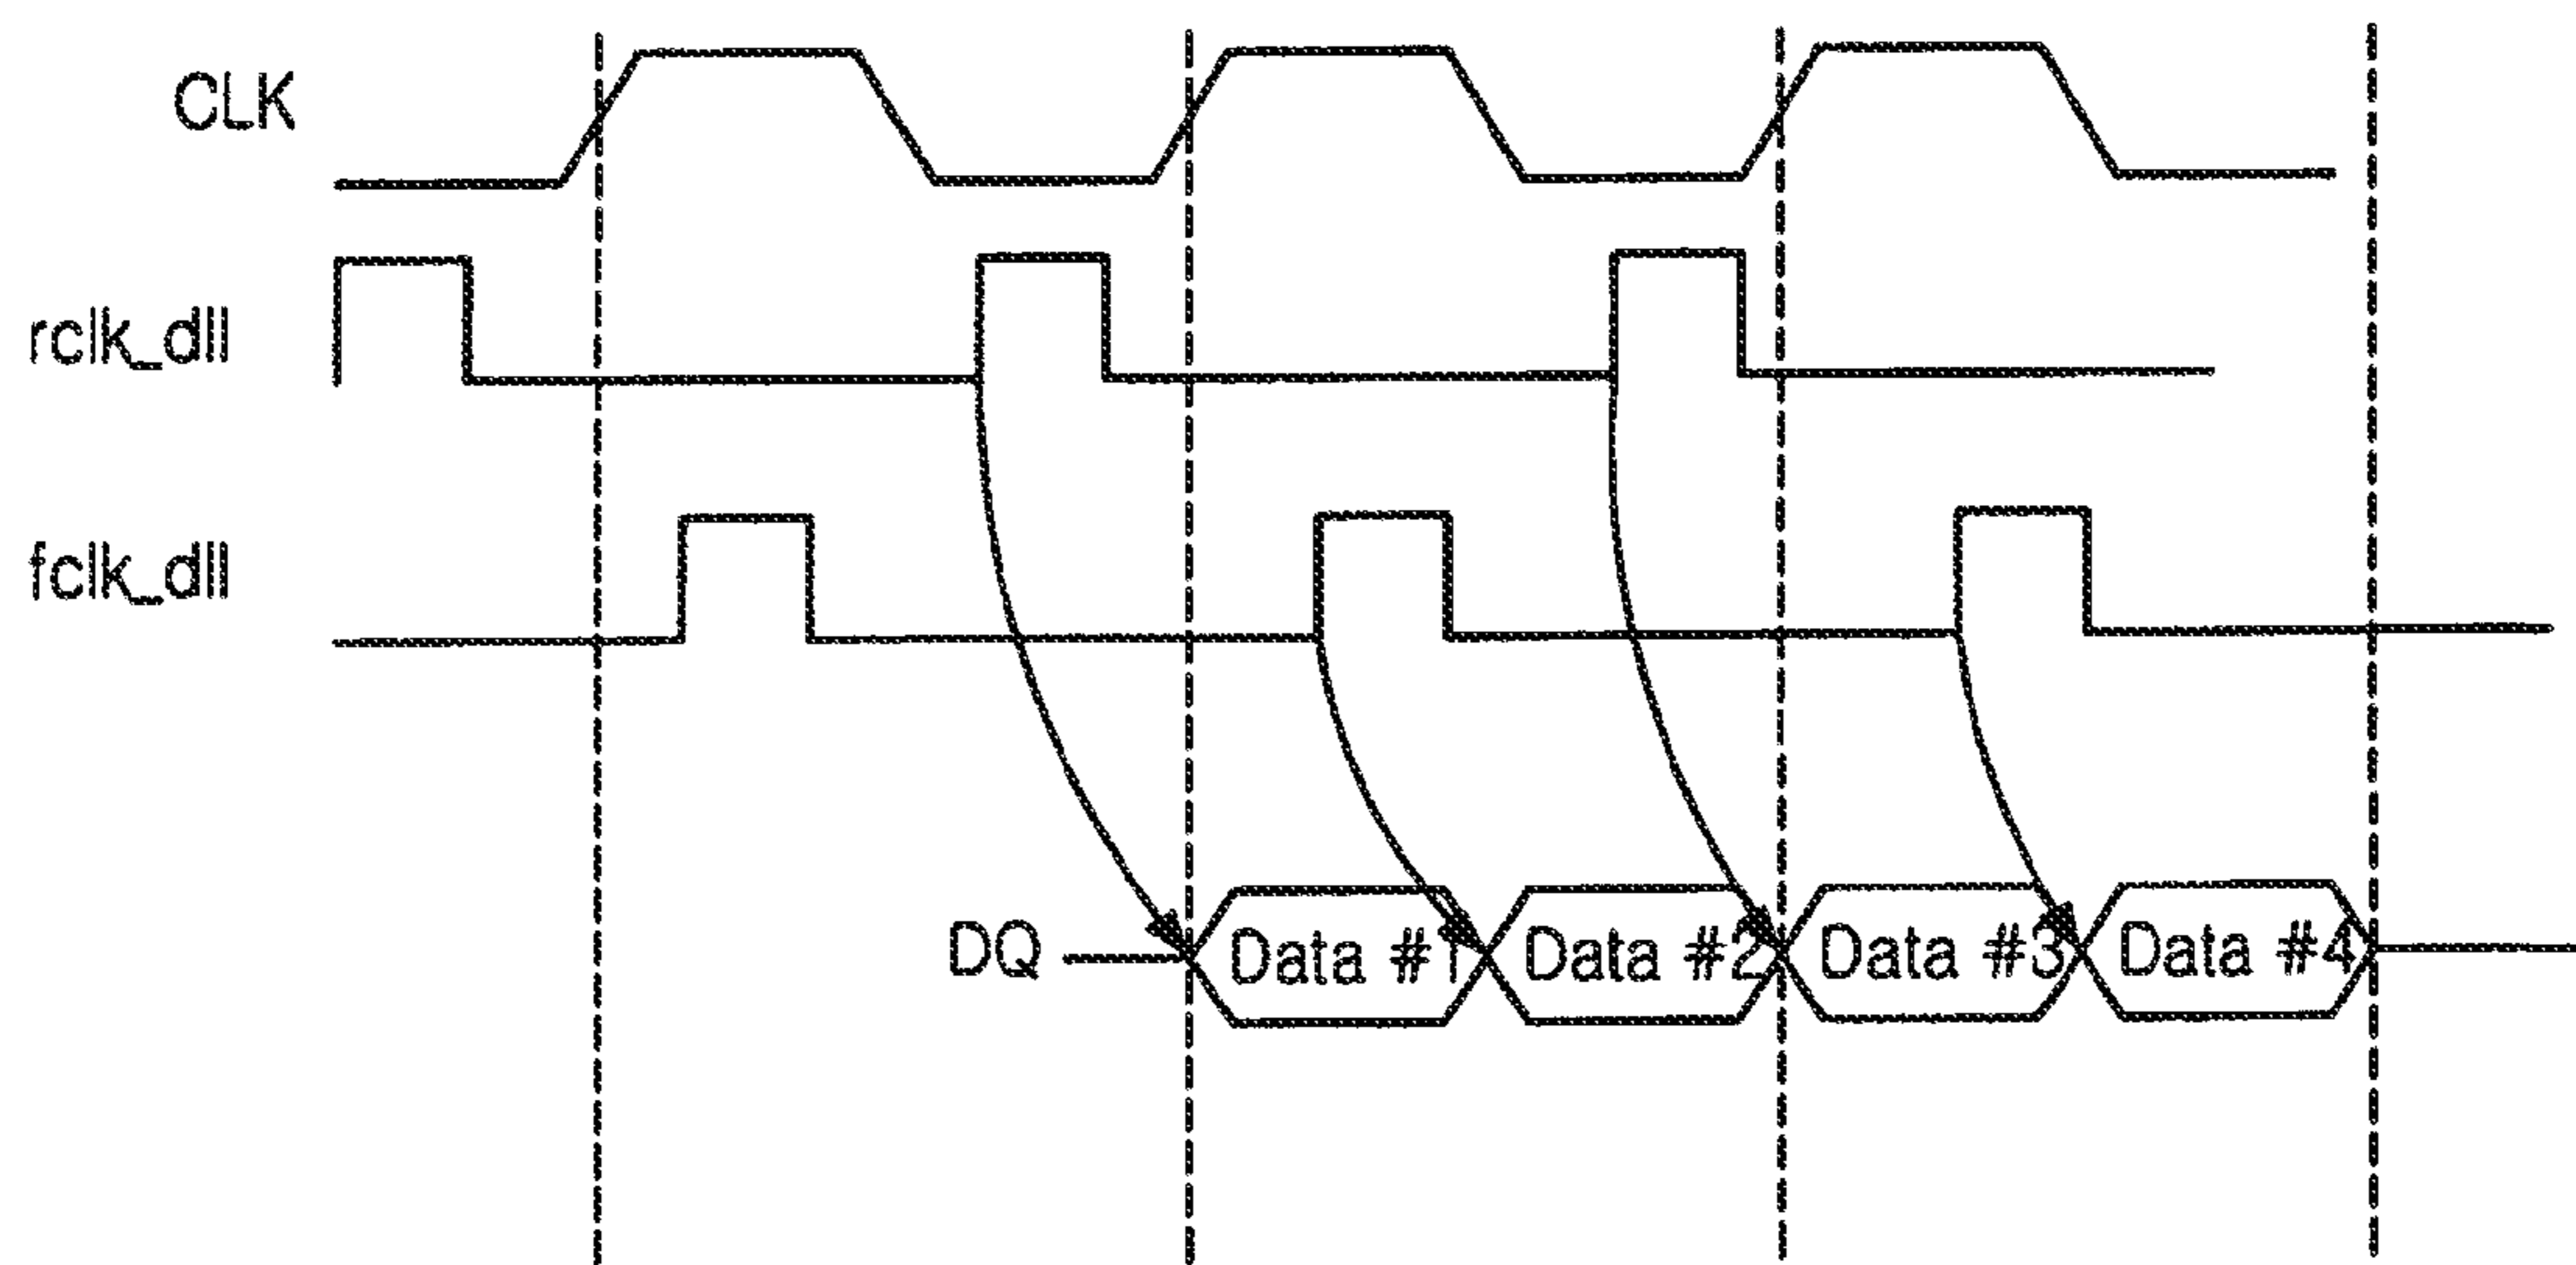 CLK
rclk_dll
fclk_dll
DQ Data #1 Data #2 Data #3 Data #4